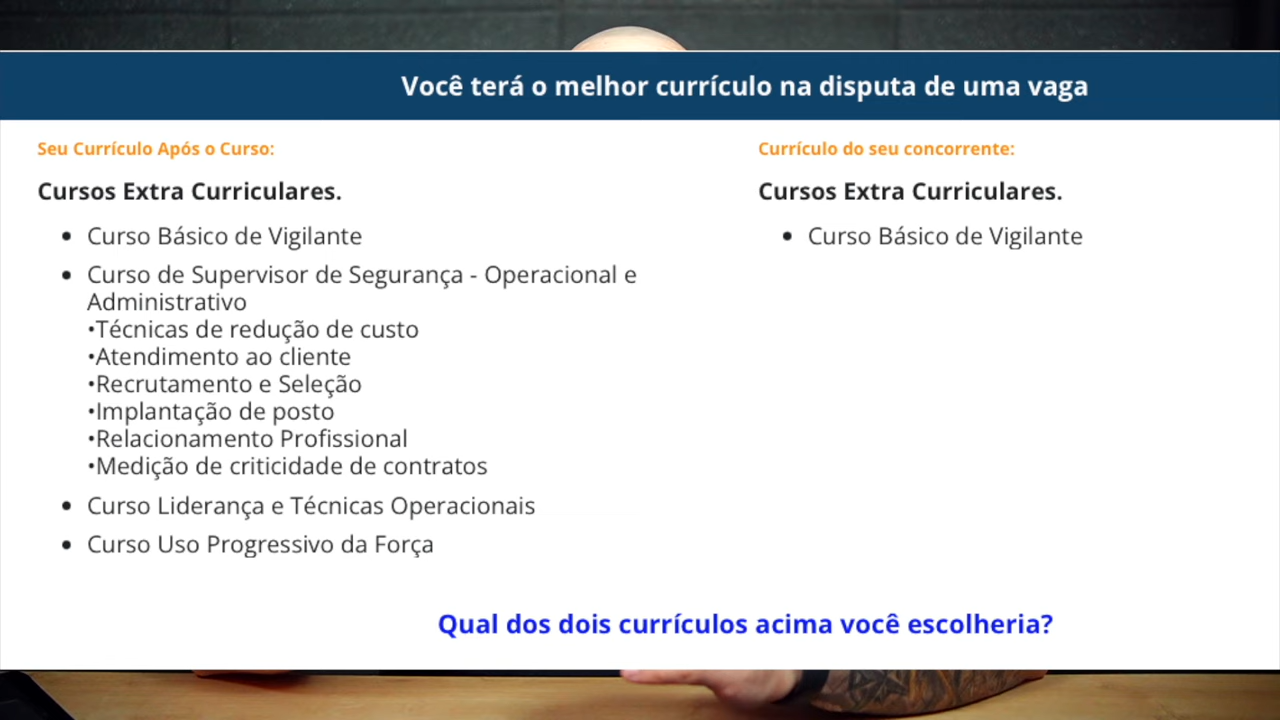 Você terá o melhor currículo na disputa de uma vaga
Seu Currículo Após o Curso:
Cursos Extra Curriculares.
• Curso Básico de Vigilante
• Curso de Supervisor de Segurança - Operacional e
Administrativo
•Técnicas de redução de custo
•Atendimento ao cliente
•Recrutamento e Seleção
•Implantação de posto
•Relacionamento Profissional
•Medição de criticidade de contratos
• Curso Liderança e Técnicas Operacionais
• Curso Uso Progressivo da Força
Currículo do seu concorrente:
Cursos Extra Curriculares.
• Curso Básico de Vigilante
Qual dos dois currículos acima você escolheria?